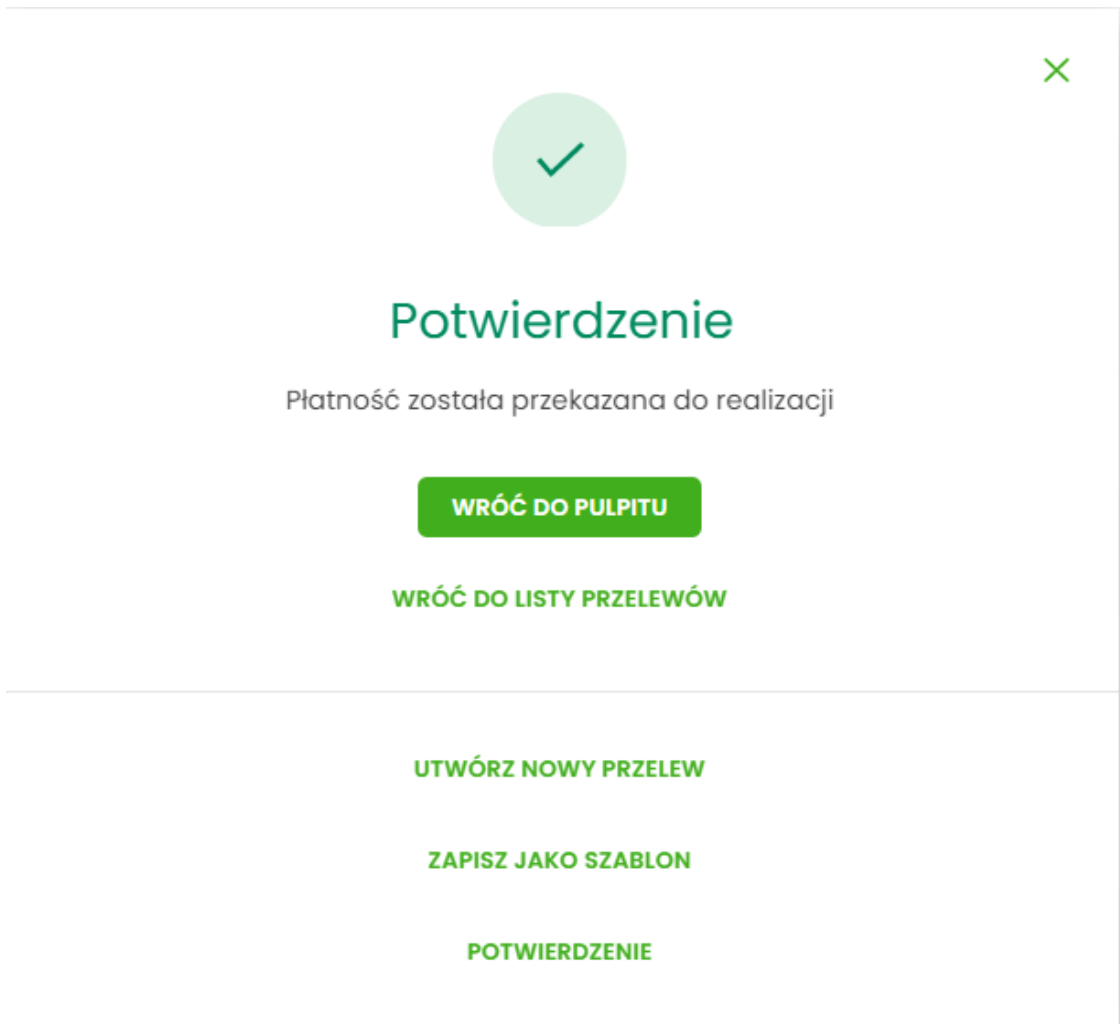 Potwierdzenie
Płatność została przekazana do realizacji
WRÓĆ DO PULPITU
WRÓĆ DO LISTY PRZELEWÓW
UTWÓRZ NOWY PRZELEW
ZAPISZ JAKO SZABLON
POTWIERDZENIE